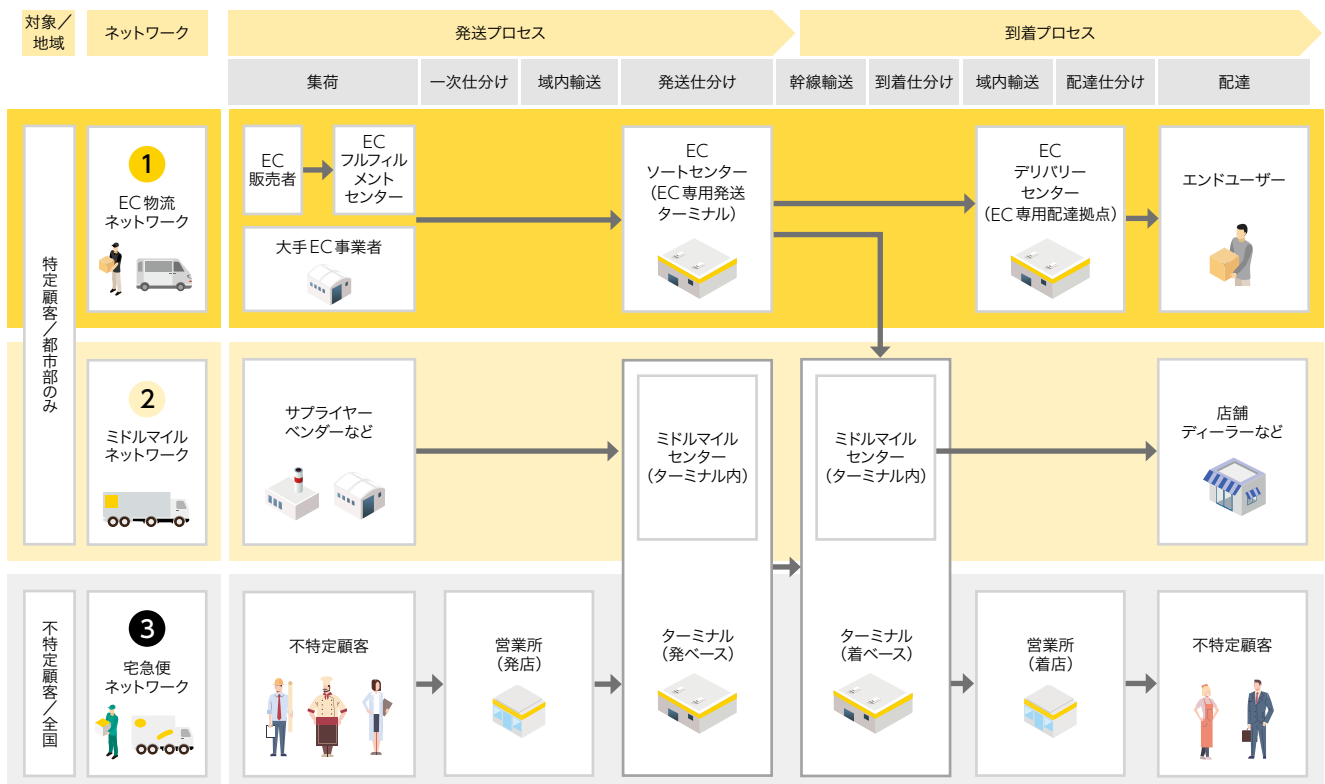 対象／
地域
ネットワーク
発送プロセス
到着プロセス
集荷
一次仕分け
域内輸送
発送仕分け
幹線輸送
到着仕分け
域内輸送
配達仕分け
配達
特定顧客／都市部のみ
1
EC物流
ネットワーク
EC
販売者
EC
フルフィル
メント
センター
大手EC事業者
EC
ソートセンター
（EC専用発送
ターミナル）
EC
デリバリー
センター
（EC専用配達拠点）
エンドユーザー
2
ミドルマイル
ネットワーク
サプライヤー
ベンダーなど
ミドルマイル
センター
（ターミナル内）
ミドルマイル
センター
（ターミナル内）
店舗
ディーラーなど
不特定顧客／全国
3
宅急便
ネットワーク
不特定顧客
営業所
（発店）
ターミナル
（発ベース）
ターミナル
（着ベース）
営業所
（着店）
不特定顧客